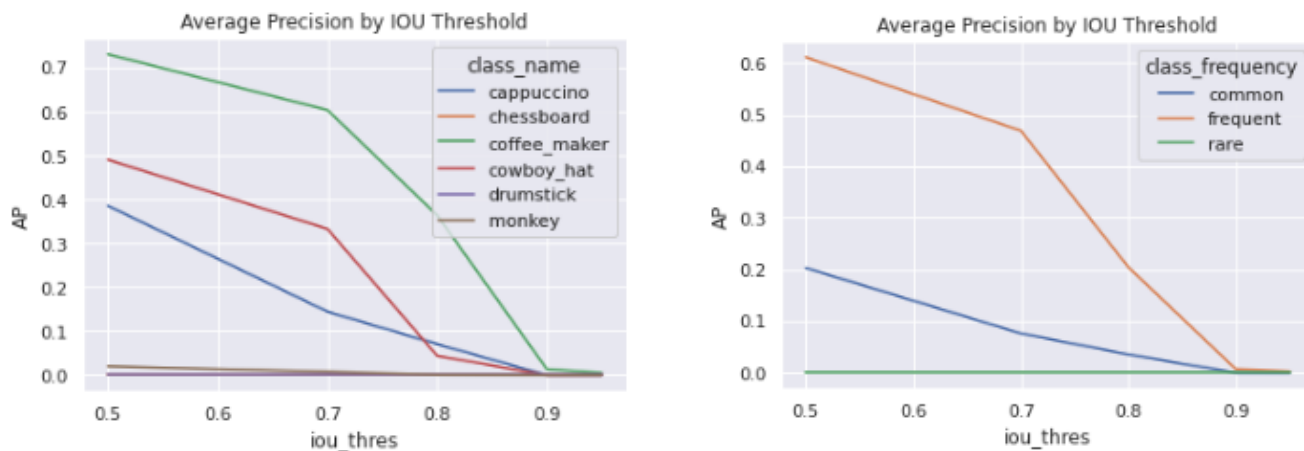 Average Precision by IOU Threshold
0.7
0.6
0.5
0.4
0.3
0.2
0.1
0.0
AP
class_name
cappuccino
chessboard
coffee_maker
cowboy_hat
drumstick
monkey
0.5 0.6 0.7 0.8 0.9
iou_thres
Average Precision by IOU Threshold
0.6
0.5
0.4
0.3
0.2
0.1
0.0
AP
class_frequency
common
frequent
rare
0.5 0.6 0.7 0.8 0.9
iou_thres